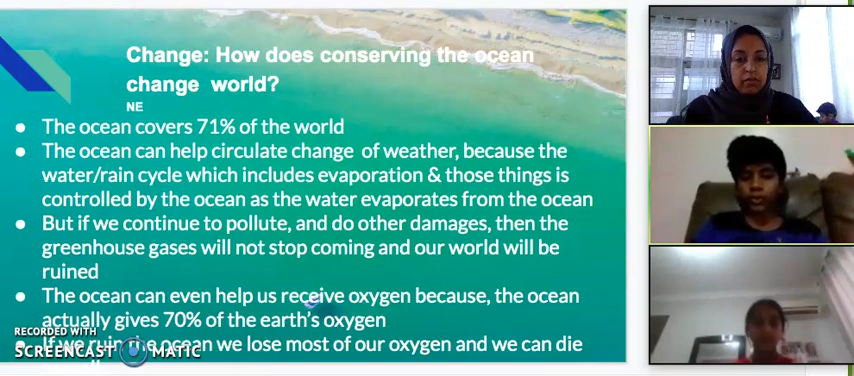 Change: How does conserving the ocean
change world?
NE
● The ocean covers 71% of the world
● The ocean can help circulate change of weather, because the
water/rain cycle which includes evaporation & those things is
controlled by the ocean as the water evaporates from the ocean
● But if we continue to pollute, and do other damages, then the
greenhouse gases will not stop coming and our world will be
ruined
● The ocean can even help us receive oxygen because, the ocean
actually gives 70% of the earth's oxygen
● If we ruin the ocean we lose most of our oxygen and we can die
RECORDED WITH
SCREENCAST MATIC